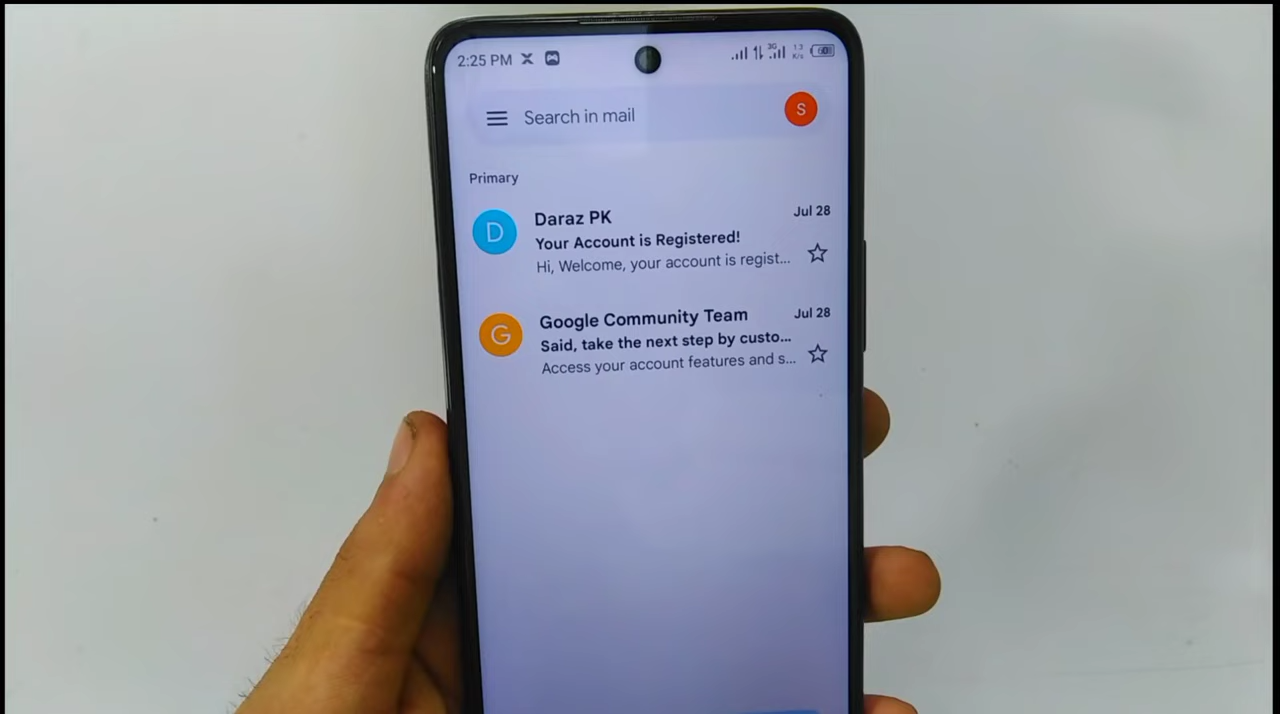 2:25 PM
3G
60
Search in mail
S
Primary
D
Daraz PK
Jul 28
Your Account is Registered!
Hi, Welcome, your account is regist...
G
Google Community Team
Jul 28
Said, take the next step by custo...
Access your account features and s...